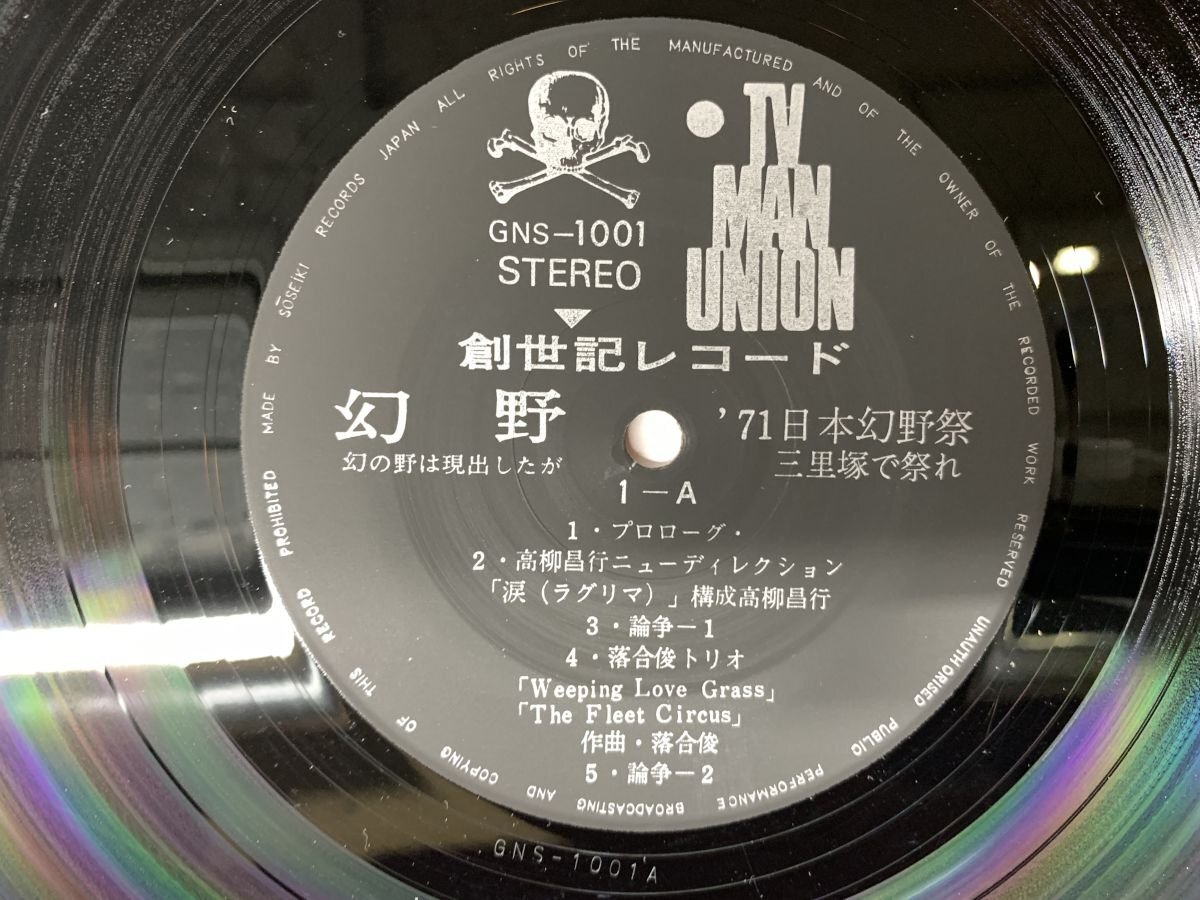 MADE BY SŌSEIKI RECORDS JAPAN ALL RIGHTS OF THE MANUFACTURED AND OF THE OWNER OF THE RECORDED WORK RESERVED UNAUTHORISED PUBLIC PERFORMANCE BROADCASTING AND COPYING OF THIS RECORD PROHIBITED
TV
MAN
UNION
GNS-1001
STEREO
創世記レコード
幻 野
幻の野は現出したが
'71日本幻野祭
三里塚で祭れ
1-A
1・プロローグ・
2・高柳昌行ニューディレクション
「涙（ラグリマ）」構成高柳昌行
3・論争-1
4・落合俊トリオ
「Weeping Love Grass」
「The Fleet Circus」
作曲・落合俊
5・論争-2
GNS-1001'A